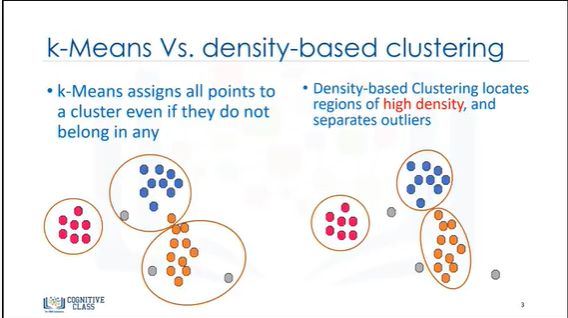 k-Means Vs. density-based clustering
• k-Means assigns all points to
a cluster even if they do not
belong in any
• Density-based Clustering locates
regions of high density, and
separates outliers
COGNITIVE
CLASS
3